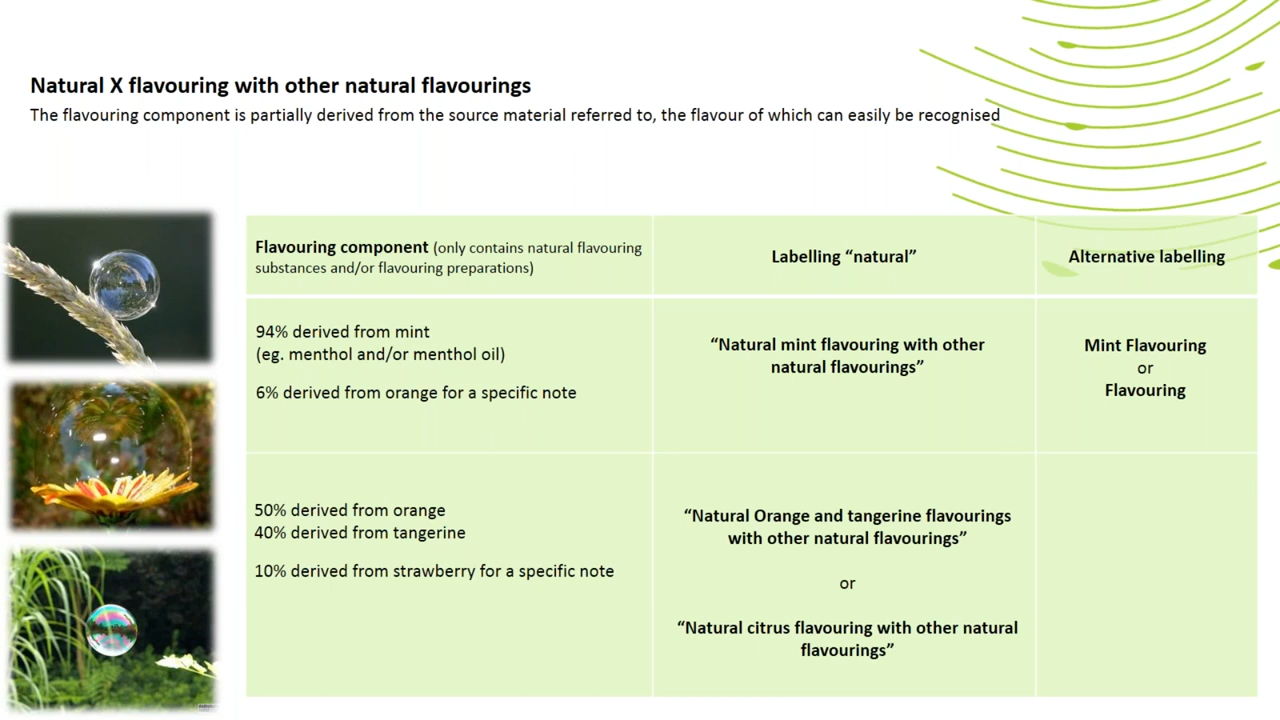 Natural X flavouring with other natural flavourings
The flavouring component is partially derived from the source material referred to, the flavour of which can easily be recognised
Flavouring component (only contains natural flavouring
substances and/or flavouring preparations)
Labelling “natural”
Alternative labelling
94% derived from mint
(eg. menthol and/or menthol oil)
6% derived from orange for a specific note
“Natural mint flavouring with other
natural flavourings”
Mint Flavouring
or
Flavouring
50% derived from orange
40% derived from tangerine
10% derived from strawberry for a specific note
“Natural Orange and tangerine flavourings
with other natural flavourings”
or
“Natural citrus flavouring with other natural
flavourings”